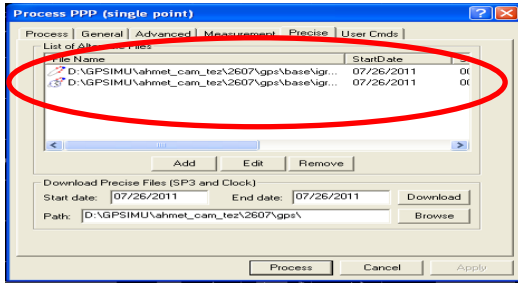 Process PPP (single point)
Process General Advanced Measurement Precise User Cmds
List of Alternate Files
File Name StartDate
D:\GPSIMU\ahmet_cam_tez\2607\gps\base\igr... 07/26/2011 00
D:\GPSIMU\ahmet_cam_tez\2607\gps\base\igr... 07/26/2011 00
Add Edit Remove
Download Precise Files (SP3 and Clock)
Start date: 07/26/2011 End date: 07/26/2011 Download
Path: D:\GPSIMU\ahmet_cam_tez\2607\gps\ Browse
Process Cancel Apply